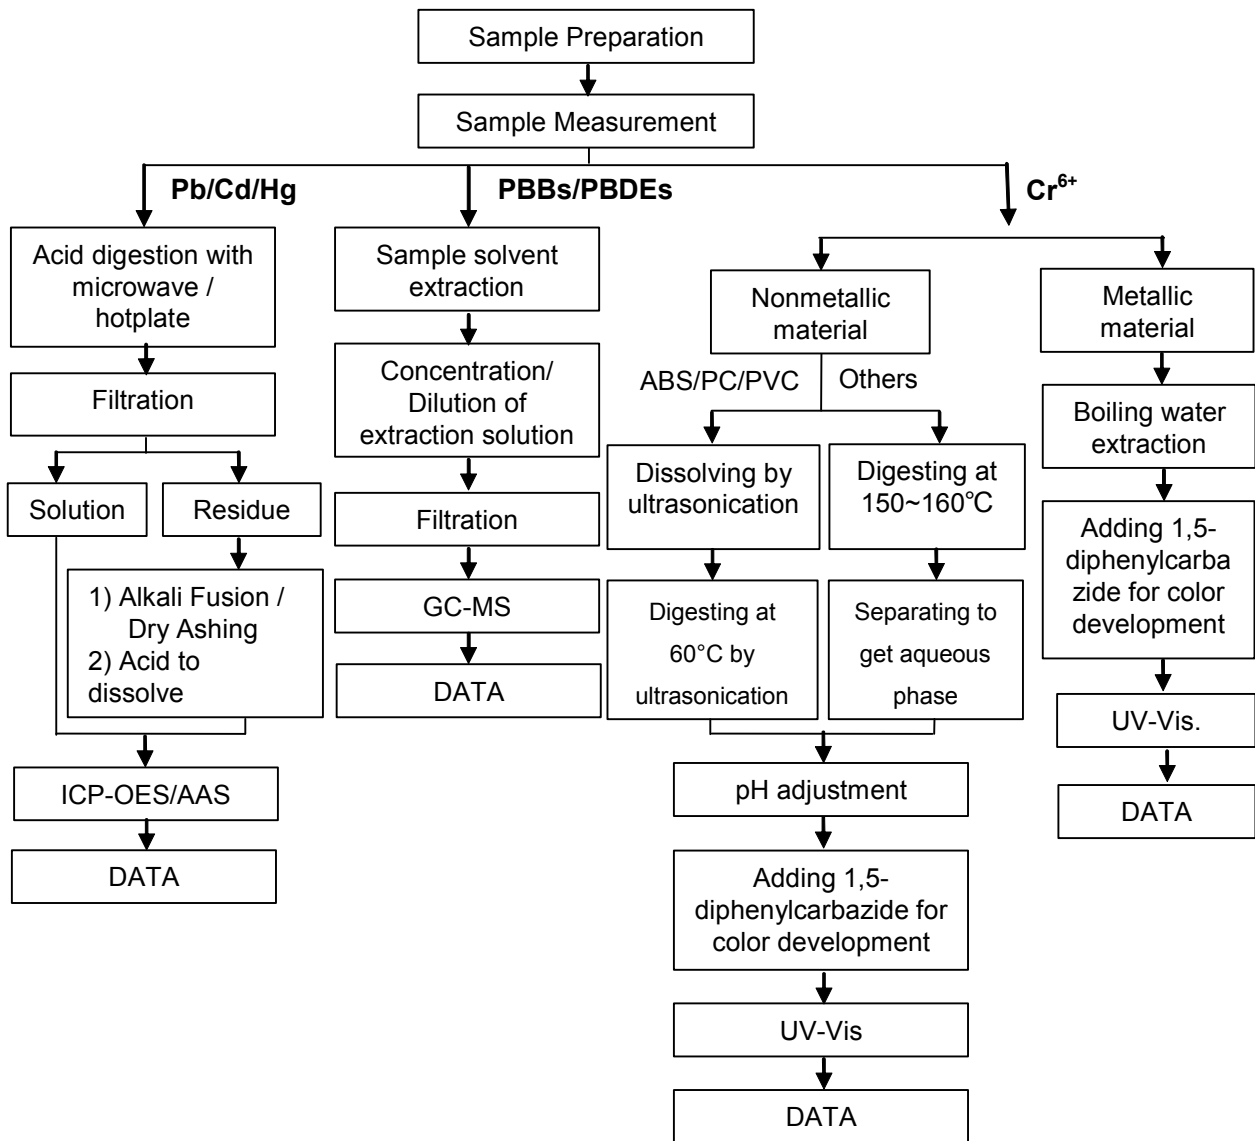 Sample Preparation
Sample Measurement
Pb/Cd/Hg
PBBs/PBDEs
Cr⁶⁺
Acid digestion with
microwave /
hotplate
Filtration
Solution
Residue
1) Alkali Fusion /
Dry Ashing
2) Acid to
dissolve
ICP-OES/AAS
DATA
Sample solvent
extraction
Concentration/
Dilution of
extraction solution
Filtration
GC-MS
DATA
Nonmetallic
material
ABS/PC/PVC
Others
Dissolving by
ultrasonication
Digesting at
60°C by
ultrasonication
Digesting at
150~160℃
Separating to
get aqueous
phase
pH adjustment
Adding 1,5-
diphenylcarbazide for
color development
UV-Vis
DATA
Metallic
material
Boiling water
extraction
Adding 1,5-
diphenylcarba
zide for color
development
UV-Vis.
DATA